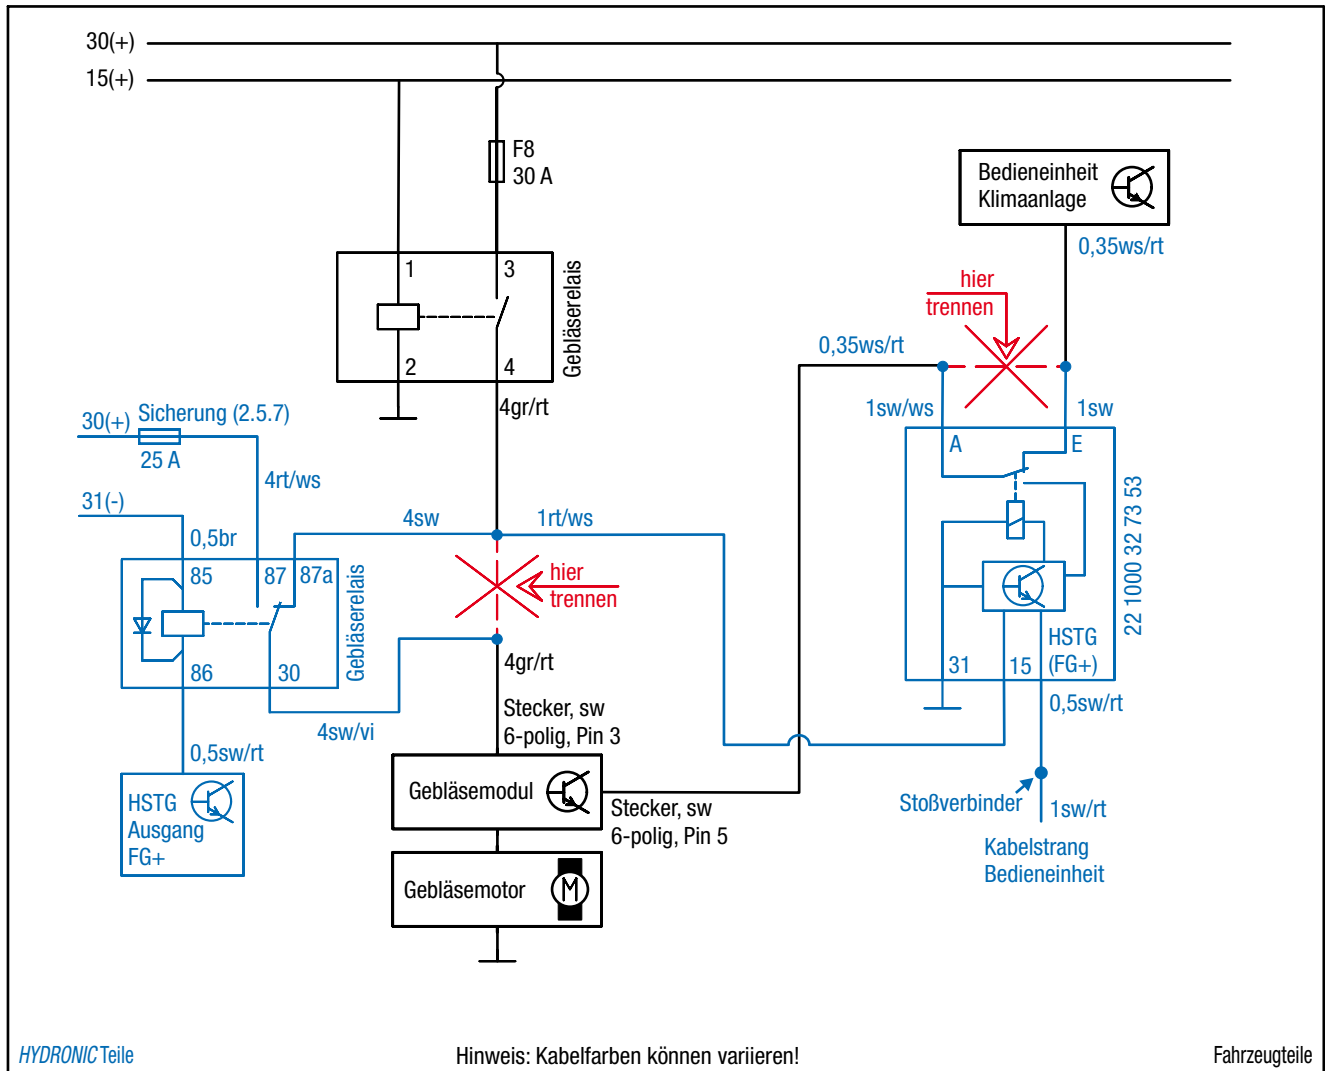 30(+)
15(+)
F8
30 A
Bedieneinheit
Klimaanlage
0,35ws/rt
1
3
2
4
Gebläserelais
hier
trennen
0,35ws/rt
4gr/rt
1sw/ws
1sw
30(+)
Sicherung (2.5.7)
25 A
4rt/ws
31(-)
0,5br
4sw
1rt/ws
A
E
22 1000 32 73 53
85
87
87a
86
30
Gebläserelais
hier
trennen
HSTG
(FG+)
31
15
4gr/rt
4sw/vi
Stecker, sw
6-polig, Pin 3
0,5sw/rt
0,5sw/rt
HSTG
Ausgang
FG+
Gebläsemodul
Stecker, sw
6-polig, Pin 5
Stoßverbinder
1sw/rt
Kabelstrang
Bedieneinheit
Gebläsemotor
M
HYDRONIC Teile
Hinweis: Kabelfarben können variieren!
Fahrzeugteile